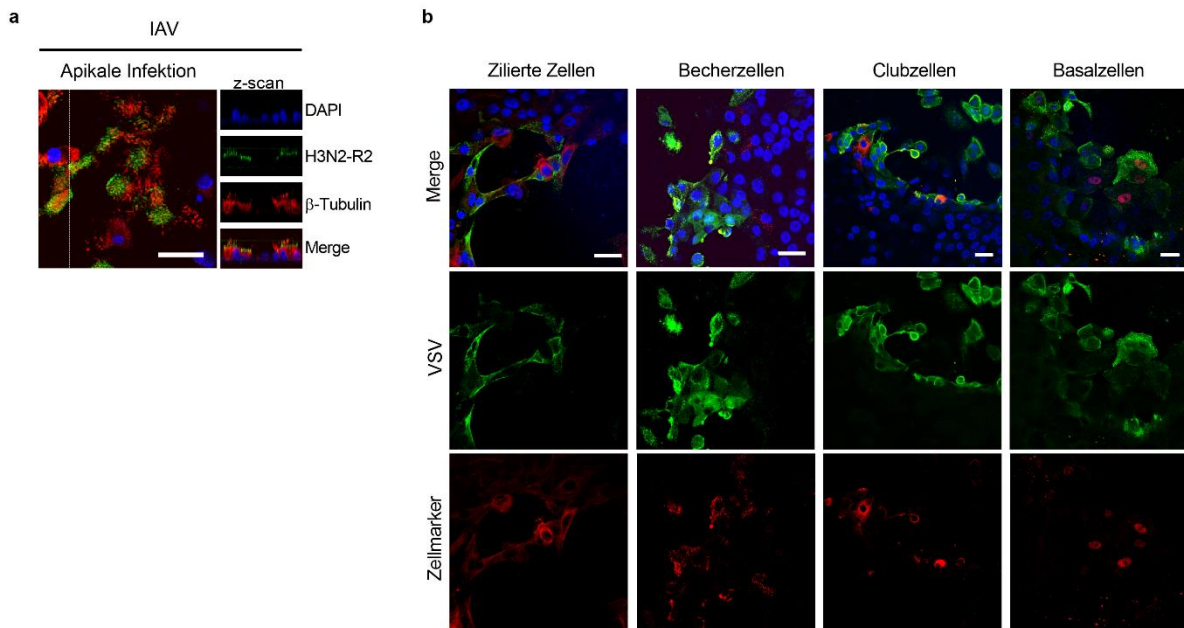 a
IAV
Apikale Infektion
z-scan
DAPI
H3N2-R2
β-Tubulin
Merge
b
Zilierte Zellen
Becherzellen
Clubzellen
Basalzellen
Merge
VSV
Zellmarker